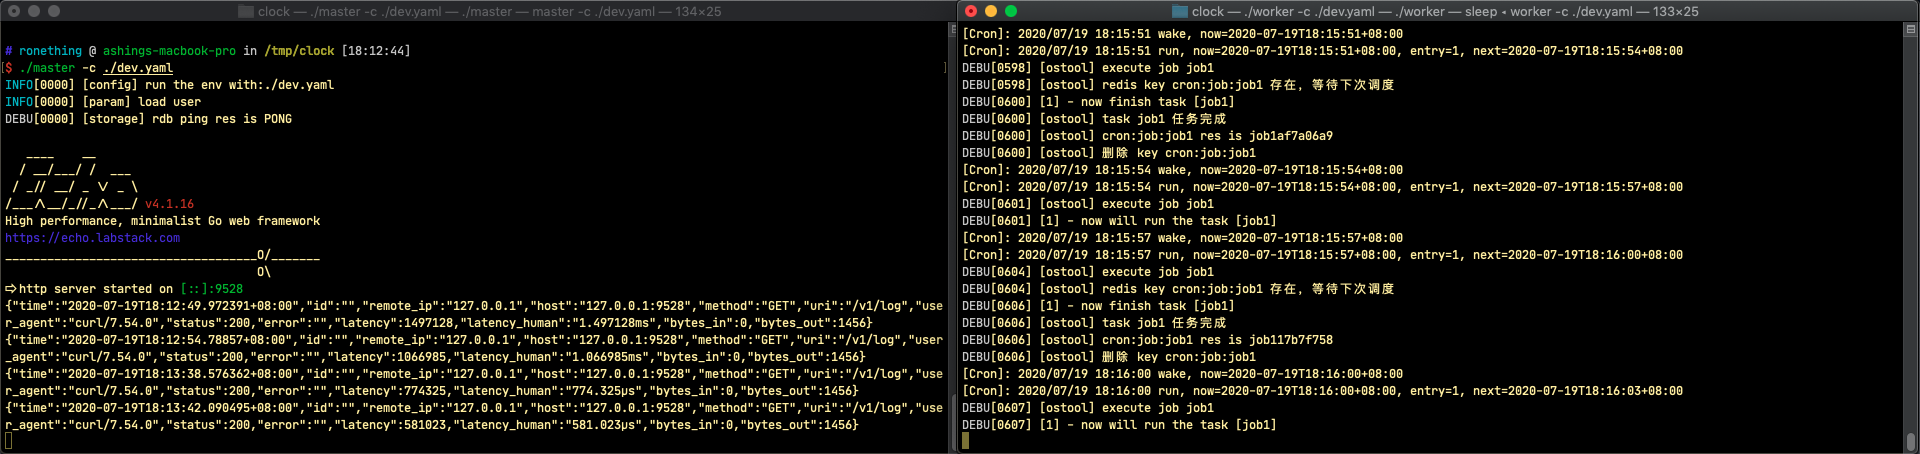 clock — ./master -c ./dev.yaml — ./master — master -c ./dev.yaml — 134×25
# ronething @ ashings-macbook-pro in /tmp/clock [18:12:44]
$ ./master -c ./dev.yaml
INFO[0000] [config] run the env with:./dev.yaml
INFO[0000] [param] load user
DEBU[0000] [storage] rdb ping res is PONG
   ____    __
  / __/___/ /  ___
 / _// __/ _ \/ _ \
/___/\__/_//_/\___/ v4.1.16
High performance, minimalist Go web framework
https://echo.labstack.com
____________________________________O/_______
                                    O\
⇨http server started on [::]:9528
{"time":"2020-07-19T18:12:49.972391+08:00","id":"","remote_ip":"127.0.0.1","host":"127.0.0.1:9528","method":"GET","uri":"/v1/log","use
r_agent":"curl/7.54.0","status":200,"error":"","latency":1497128,"latency_human":"1.497128ms","bytes_in":0,"bytes_out":1456}
{"time":"2020-07-19T18:12:54.78857+08:00","id":"","remote_ip":"127.0.0.1","host":"127.0.0.1:9528","method":"GET","uri":"/v1/log","user
_agent":"curl/7.54.0","status":200,"error":"","latency":1066985,"latency_human":"1.066985ms","bytes_in":0,"bytes_out":1456}
{"time":"2020-07-19T18:13:38.576362+08:00","id":"","remote_ip":"127.0.0.1","host":"127.0.0.1:9528","method":"GET","uri":"/v1/log","use
r_agent":"curl/7.54.0","status":200,"error":"","latency":774325,"latency_human":"774.325µs","bytes_in":0,"bytes_out":1456}
{"time":"2020-07-19T18:13:42.090495+08:00","id":"","remote_ip":"127.0.0.1","host":"127.0.0.1:9528","method":"GET","uri":"/v1/log","use
r_agent":"curl/7.54.0","status":200,"error":"","latency":581023,"latency_human":"581.023µs","bytes_in":0,"bytes_out":1456}
clock — ./worker -c ./dev.yaml — ./worker — sleep ◂ worker -c ./dev.yaml — 133×25
[Cron]: 2020/07/19 18:15:51 wake, now=2020-07-19T18:15:51+08:00
[Cron]: 2020/07/19 18:15:51 run, now=2020-07-19T18:15:51+08:00, entry=1, next=2020-07-19T18:15:54+08:00
DEBU[0598] [ostool] execute job job1
DEBU[0598] [ostool] redis key cron:job:job1 存在, 等待下次调度
DEBU[0600] [1] - now finish task [job1]
DEBU[0600] [ostool] task job1 任务完成
DEBU[0600] [ostool] cron:job:job1 res is job1af7a06a9
DEBU[0600] [ostool] 删除 key cron:job:job1
[Cron]: 2020/07/19 18:15:54 wake, now=2020-07-19T18:15:54+08:00
[Cron]: 2020/07/19 18:15:54 run, now=2020-07-19T18:15:54+08:00, entry=1, next=2020-07-19T18:15:57+08:00
DEBU[0601] [ostool] execute job job1
DEBU[0601] [1] - now will run the task [job1]
[Cron]: 2020/07/19 18:15:57 wake, now=2020-07-19T18:15:57+08:00
[Cron]: 2020/07/19 18:15:57 run, now=2020-07-19T18:15:57+08:00, entry=1, next=2020-07-19T18:16:00+08:00
DEBU[0604] [ostool] execute job job1
DEBU[0604] [ostool] redis key cron:job:job1 存在, 等待下次调度
DEBU[0606] [1] - now finish task [job1]
DEBU[0606] [ostool] task job1 任务完成
DEBU[0606] [ostool] cron:job:job1 res is job117b7f758
DEBU[0606] [ostool] 删除 key cron:job:job1
[Cron]: 2020/07/19 18:16:00 wake, now=2020-07-19T18:16:00+08:00
[Cron]: 2020/07/19 18:16:00 run, now=2020-07-19T18:16:00+08:00, entry=1, next=2020-07-19T18:16:03+08:00
DEBU[0607] [ostool] execute job job1
DEBU[0607] [1] - now will run the task [job1]